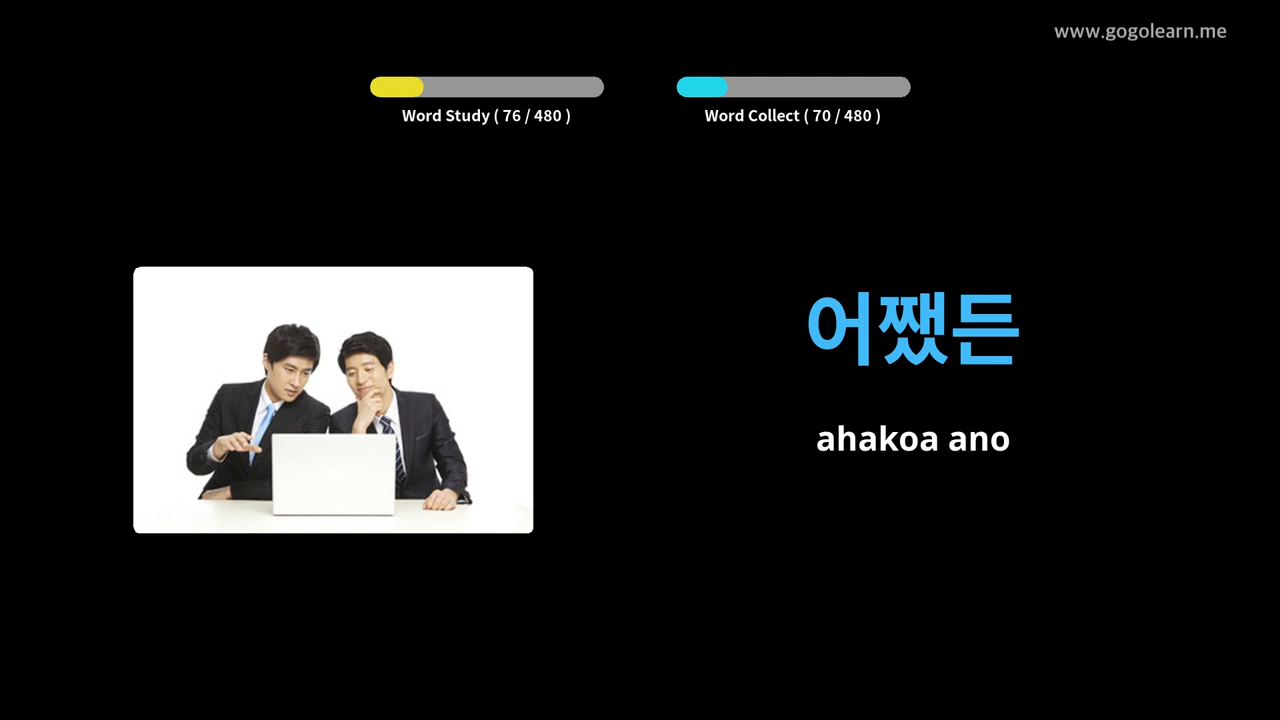 www.gogolearn.me
Word Study ( 76 / 480 )
Word Collect ( 70 / 480 )
어쨌든
ahakoa ano